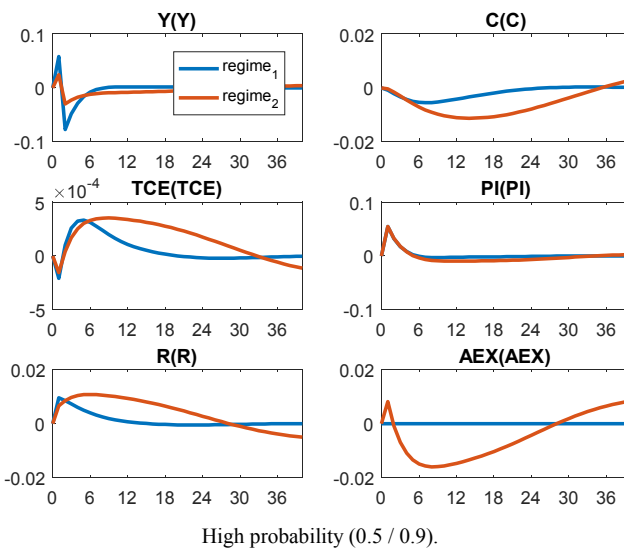 Y(Y)
C(C)
0.1
0
-0.1
regime1
regime2
0.02
0
-0.02
0 6 12 18 24 30 36
0 6 12 18 24 30 36
TCE(TCE)
PI(PI)
×10-4
5
0
-5
0.1
0
-0.1
0 6 12 18 24 30 36
0 6 12 18 24 30 36
R(R)
AEX(AEX)
0.02
0
-0.02
0.02
0
-0.02
0 6 12 18 24 30 36
0 6 12 18 24 30 36
High probability (0.5 / 0.9).